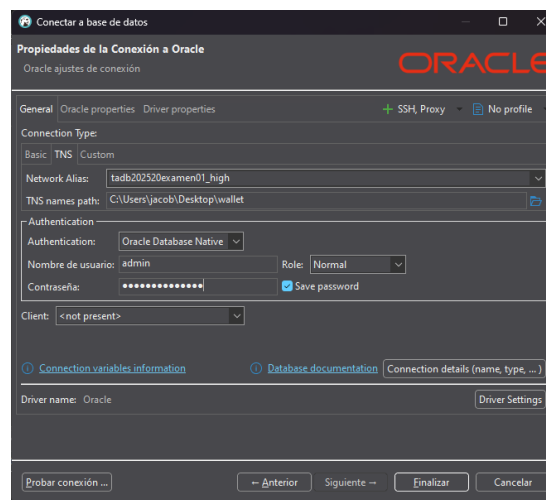 Conectar a base de datos
Propiedades de la Conexión a Oracle
Oracle ajustes de conexión
ORACLE
General Oracle properties Driver properties + SSH, Proxy No profile
Connection Type:
Basic TNS Custom
Network Alias: tadb202520examen01_high
TNS names path: C:\Users\jacob\Desktop\wallet
Authentication
Authentication: Oracle Database Native
Nombre de usuario: admin Role: Normal
Contraseña: •••••••••••••• Save password
Client: <not present>
Connection variables information Database documentation Connection details (name, type, ... )
Driver name: Oracle Driver Settings
Probar conexión ... ← Anterior Siguiente → Finalizar Cancelar